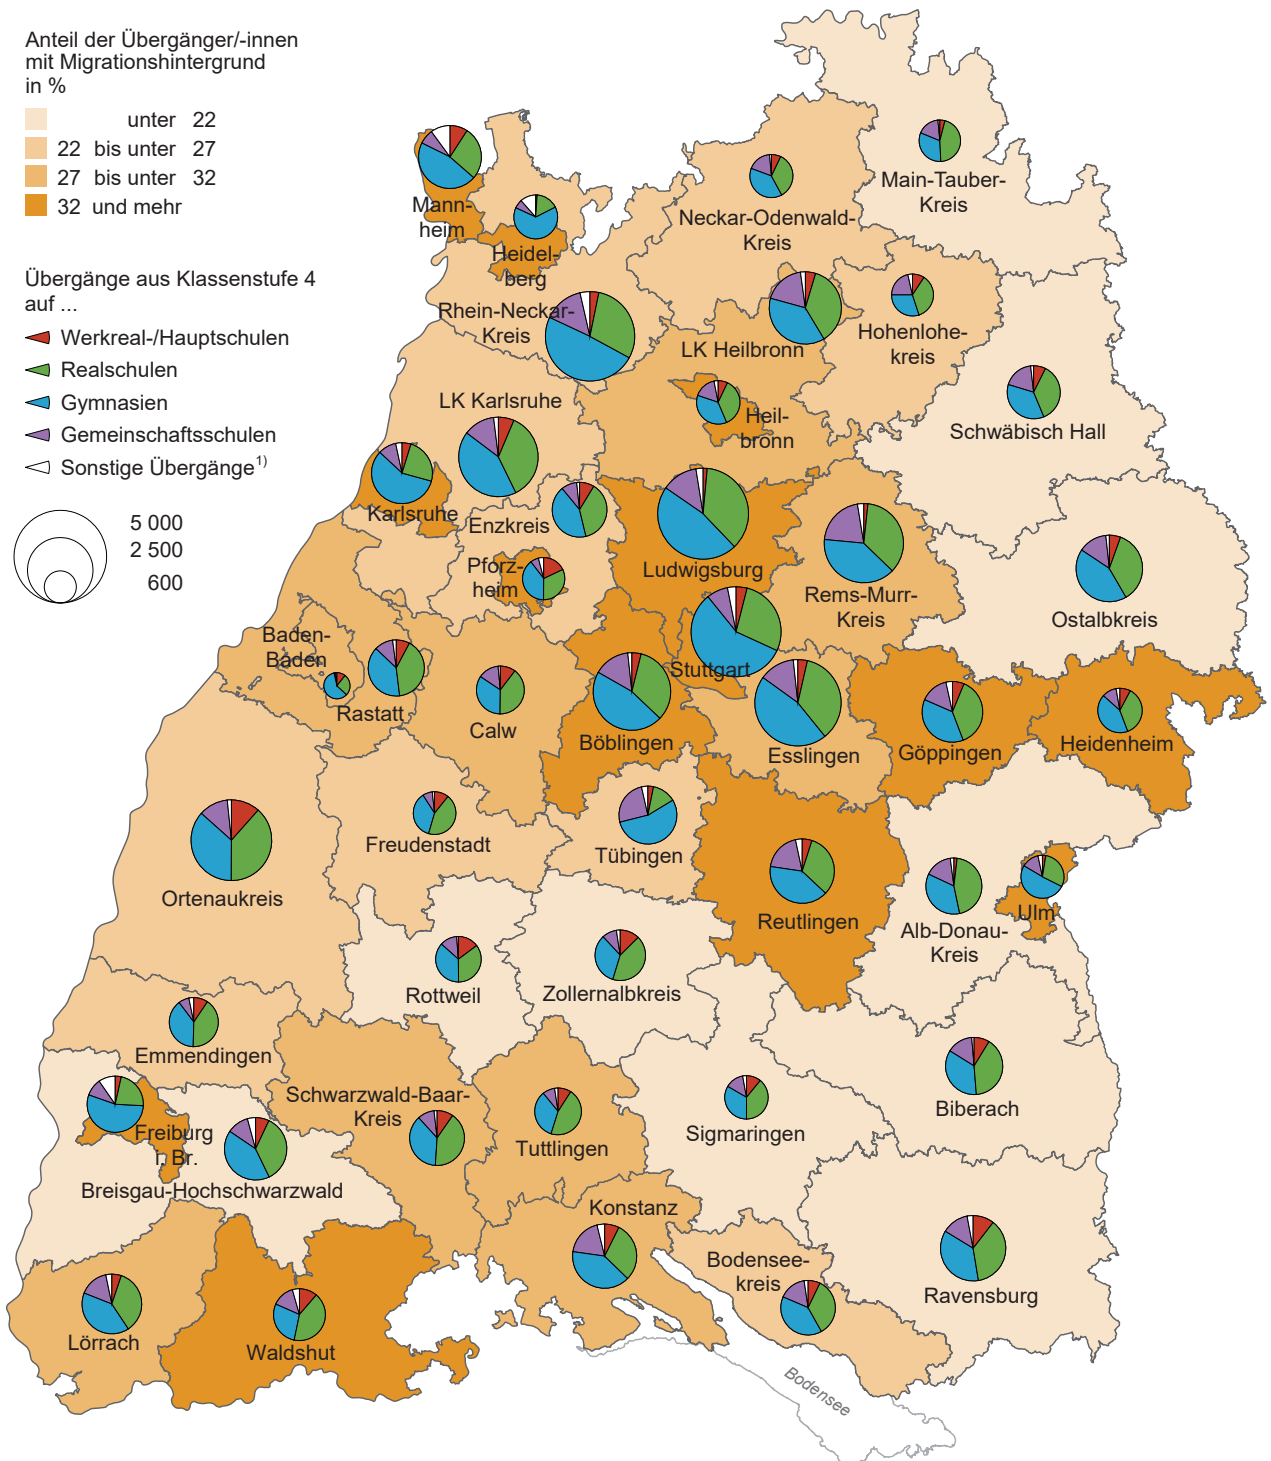 Anteil der Übergänger/-innen
mit Migrationshintergrund
in %
unter 22
22 bis unter 27
27 bis unter 32
32 und mehr
Übergänge aus Klassenstufe 4
auf ...
Werkreal-/Hauptschulen
Realschulen
Gymnasien
Gemeinschaftsschulen
Sonstige Übergänge1)
5 000
2 500
600
Main-Tauber-
Kreis
Mann-
heim
Neckar-Odenwald-
Kreis
Heidel-
berg
Rhein-Neckar-
Kreis
Hohenlohe-
kreis
LK Heilbronn
LK Karlsruhe
Heil-
bronn
Schwäbisch Hall
Karlsruhe
Enzkreis
Pforz-
heim
Ludwigsburg
Rems-Murr-
Kreis
Ostalbkreis
Baden-
Baden
Stuttgart
Rastatt
Calw
Böblingen
Esslingen
Göppingen
Heidenheim
Freudenstadt
Tübingen
Ortenaukreis
Reutlingen
Alb-Donau-
Kreis
Ulm
Rottweil
Zollernalbkreis
Emmendingen
Schwarzwald-Baar-
Kreis
Biberach
Freiburg
i. Br.
Tuttlingen
Sigmaringen
Breisgau-Hochschwarzwald
Konstanz
Bodensee-
kreis
Ravensburg
Lörrach
Waldshut
Bodensee